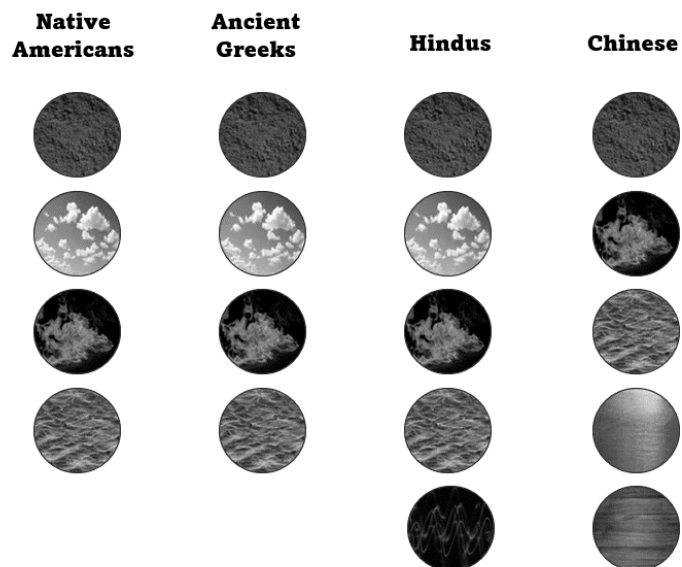 Native
Americans
Ancient
Greeks
Hindus
Chinese